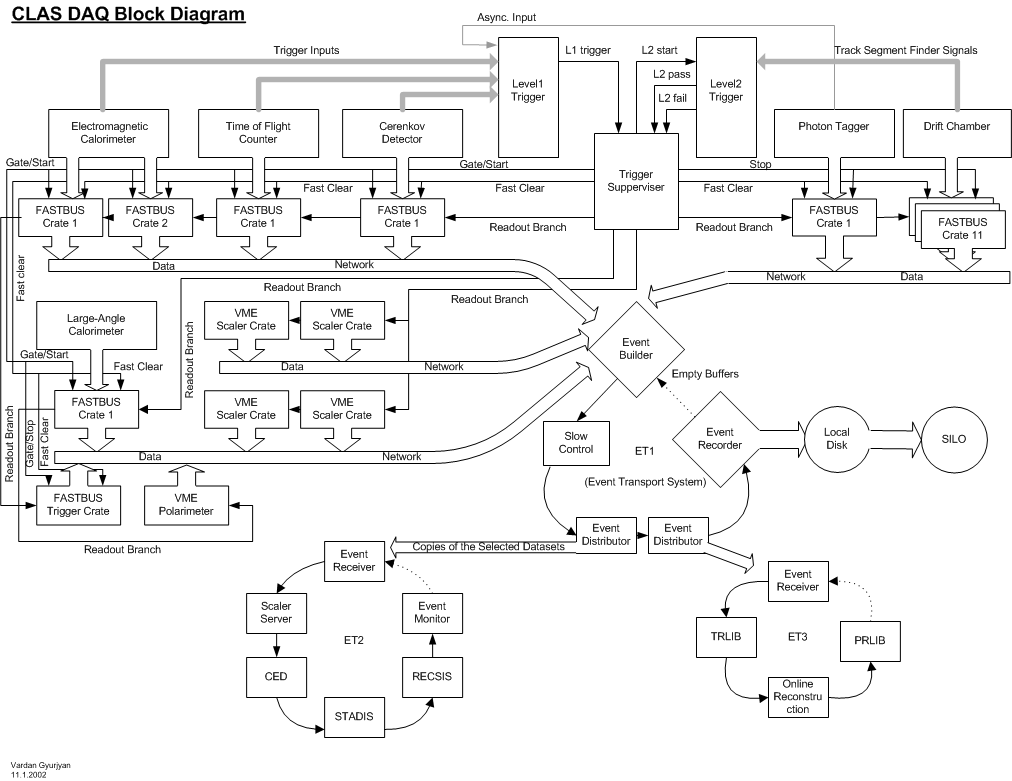 CLAS DAQ Block Diagram
Async. Input
Trigger Inputs
L1 trigger
L2 start
L2 pass
L2 fail
Track Segment Finder Signals
Level1
Trigger
Level2
Trigger
Electromagnetic
Calorimeter
Time of Flight
Counter
Cerenkov
Detector
Photon Tagger
Drift Chamber
Trigger
Supperviser
Gate/Start
Gate/Start
Stop
Fast Clear
Fast Clear
Fast Clear
FASTBUS
Crate 1
FASTBUS
Crate 2
FASTBUS
Crate 1
FASTBUS
Crate 1
FASTBUS
Crate 1
FASTBUS
Crate 11
Readout Branch
Readout Branch
Data
Network
Network
Data
Fast clear
Readout Branch
Readout Branch
Large-Angle
Calorimeter
VME
Scaler Crate
VME
Scaler Crate
Event
Builder
Gate/Start
Fast Clear
Readout Branch
Data
Network
Empty Buffers
FASTBUS
Crate 1
VME
Scaler Crate
VME
Scaler Crate
Slow
Control
ET1
(Event Transport System)
Event
Recorder
Local
Disk
SILO
Readout Branch
Gate/Stop
Fast Clear
Data
Network
FASTBUS
Trigger Crate
VME
Polarimeter
Readout Branch
Event
Distributor
Event
Distributor
Copies of the Selected Datasets
Event
Receiver
Scaler
Server
Event
Monitor
ET2
CED
RECSIS
STADIS
Event
Receiver
TRLIB
ET3
PRLIB
Online
Reconstru
ction
Vardan Gyurjyan
11.1.2002